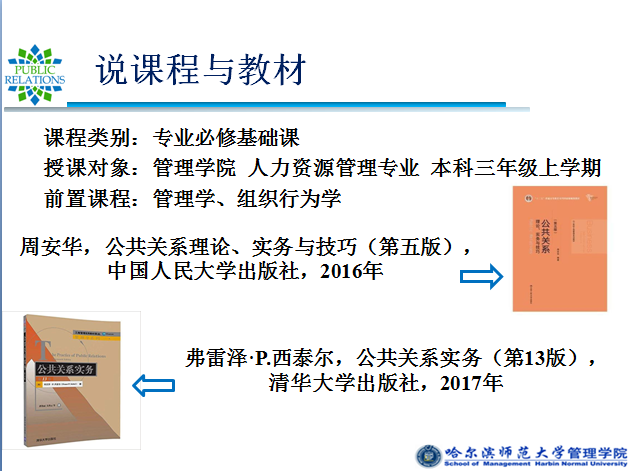 说课程与教材
PUBLIC
RELATIONS
课程类别：专业必修基础课
授课对象：管理学院 人力资源管理专业 本科三年级上学期
前置课程：管理学、组织行为学
周安华，公共关系理论、实务与技巧（第五版），
中国人民大学出版社，2016年
公共关系
理论、实务与技巧
弗雷泽·P.西泰尔，公共关系实务（第13版），
清华大学出版社，2017年
公共关系实务
哈尔滨师范大学管理学院
School of Management Harbin Normal University